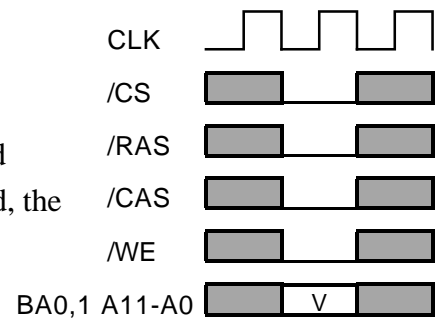 CLK
/CS
/RAS
d, the
/CAS
/WE
BA0,1 A11-A0 V